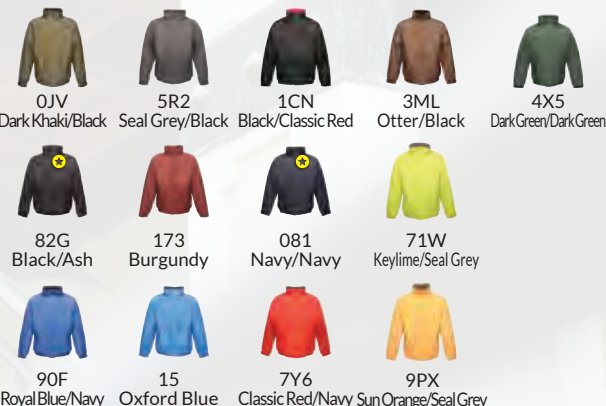 0JV 5R2 1CN 3ML 4X5
Dark Khaki/Black Seal Grey/Black Black/Classic Red Otter/Black Dark Green/Dark Green
82G 173 081 71W
Black/Ash Burgundy Navy/Navy Keylime/Seal Grey
90F 15 7Y6 9PX
Royal Blue/Navy Oxford Blue Classic Red/Navy Sun Orange/Seal Grey